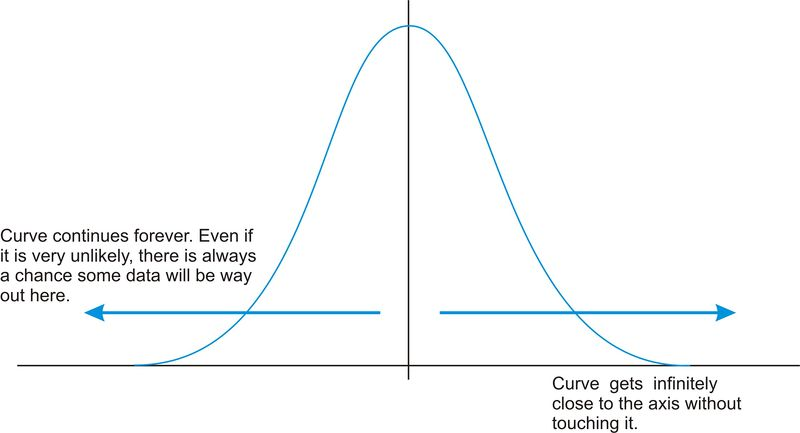 Curve continues forever. Even if
it is very unlikely, there is always
a chance some data will be way
out here.
Curve gets infinitely
close to the axis without
touching it.